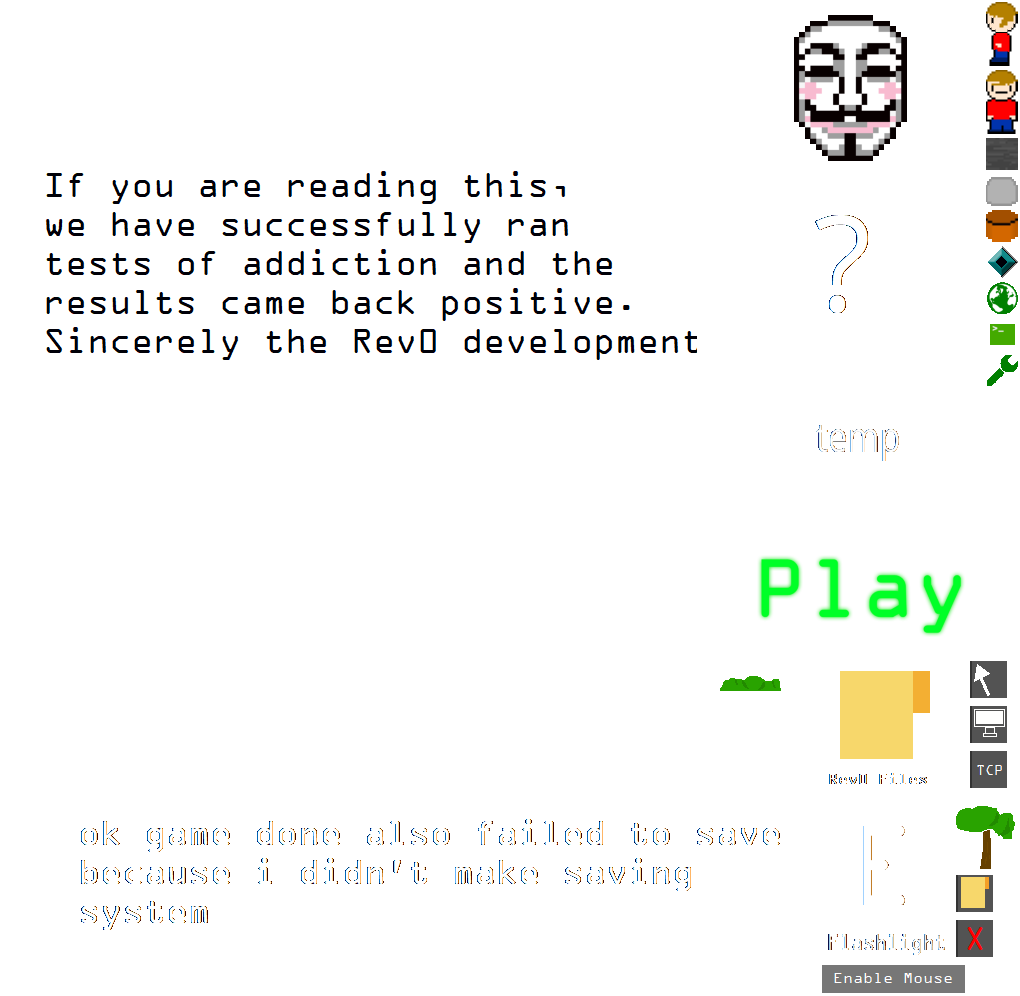 If you are reading this,
we have successfully ran
tests of addiction and the
results came back positive.
Sincerely the Rev0 development
?
>_
temp
Play
Rev0 Files
TCP
ok game done also failed to save
because i didn't make saving
system
E
Flashlight
X
Enable Mouse